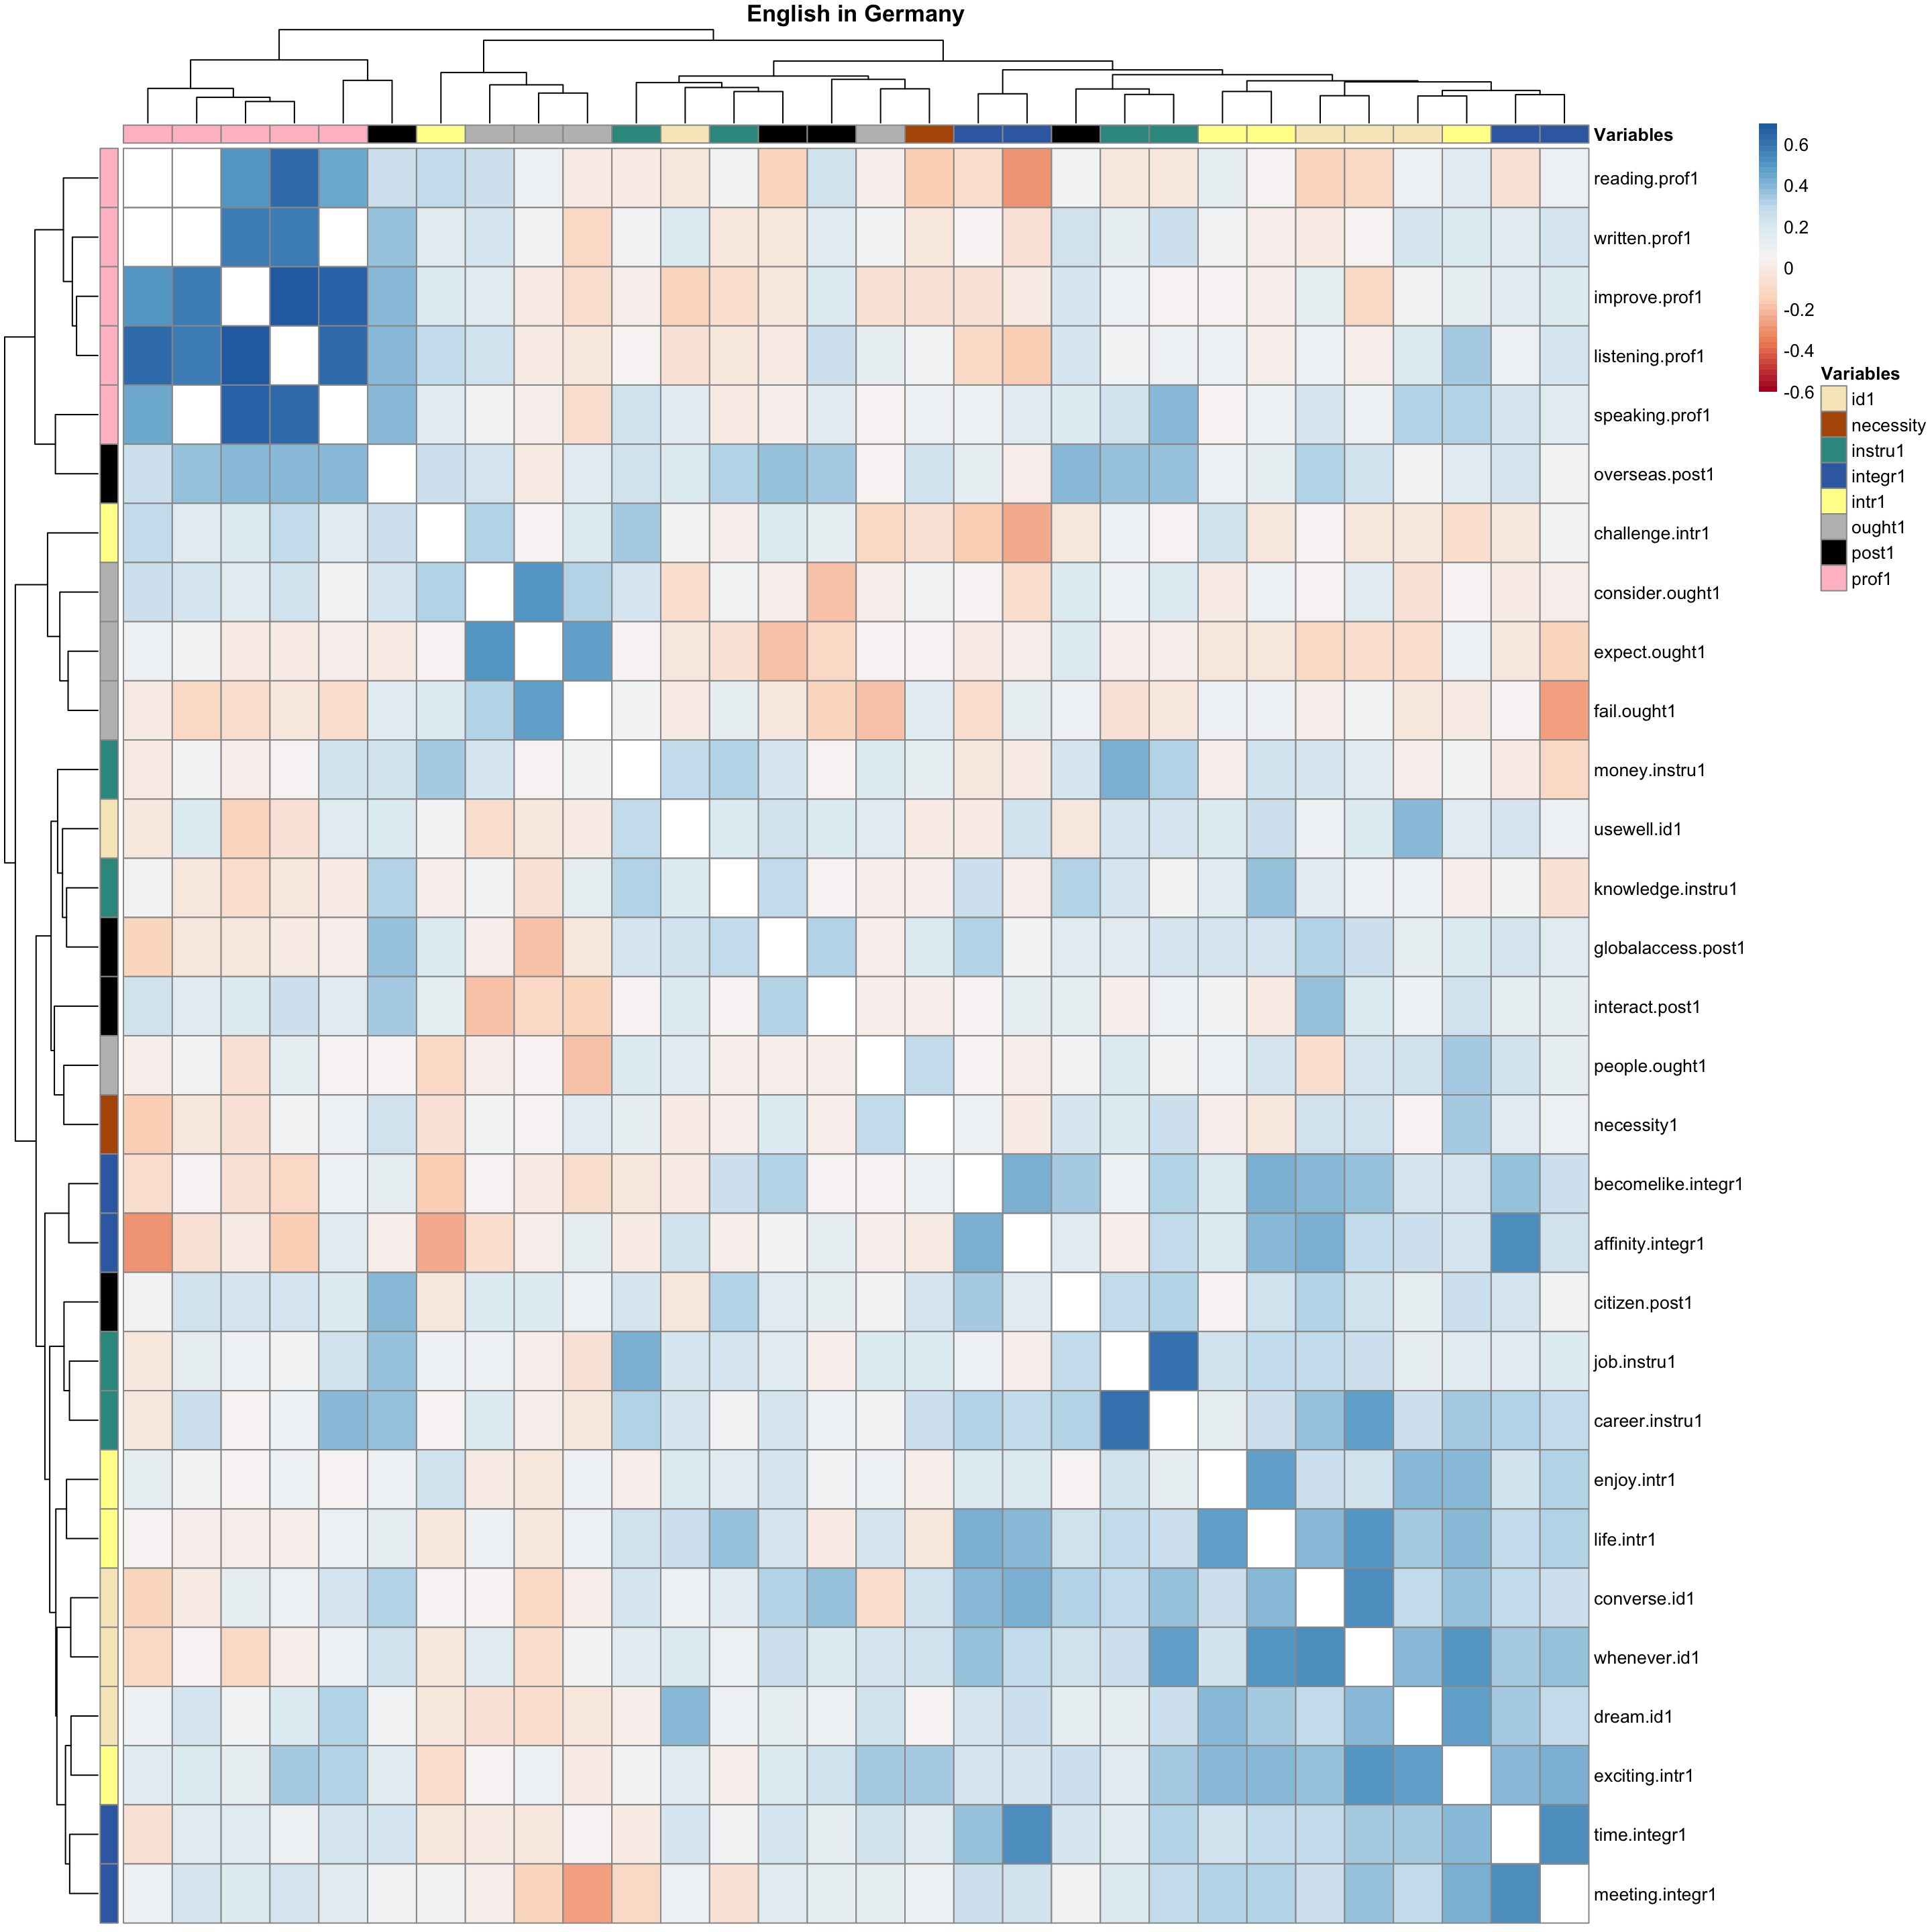 English in Germany
Variables
reading.prof1
written.prof1
improve.prof1
listening.prof1
speaking.prof1
overseas.post1
challenge.intr1
consider.ought1
expect.ought1
fail.ought1
money.instru1
usewell.id1
knowledge.instru1
globalaccess.post1
interact.post1
people.ought1
necessity1
becomelike.integr1
affinity.integr1
citizen.post1
job.instru1
career.instru1
enjoy.intr1
life.intr1
converse.id1
whenever.id1
dream.id1
exciting.intr1
time.integr1
meeting.integr1
0.6
0.4
0.2
0
-0.2
-0.4
-0.6
Variables
id1
necessity
instru1
integr1
intr1
ought1
post1
prof1